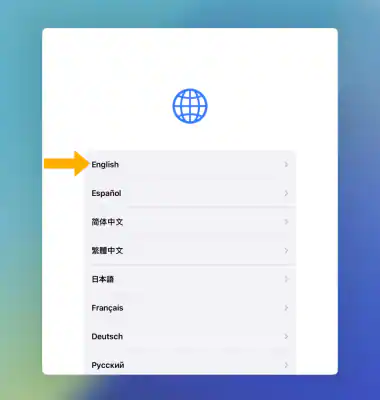 English
Español
简体中文
繁體中文
日本語
Français
Deutsch
Русский